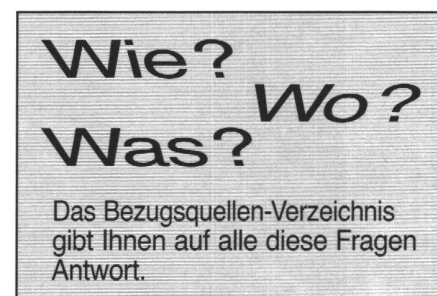 Wie?
Wo?
Was?
Das Bezugsquellen-Verzeichnis
gibt Ihnen auf alle diese Fragen
Antwort.